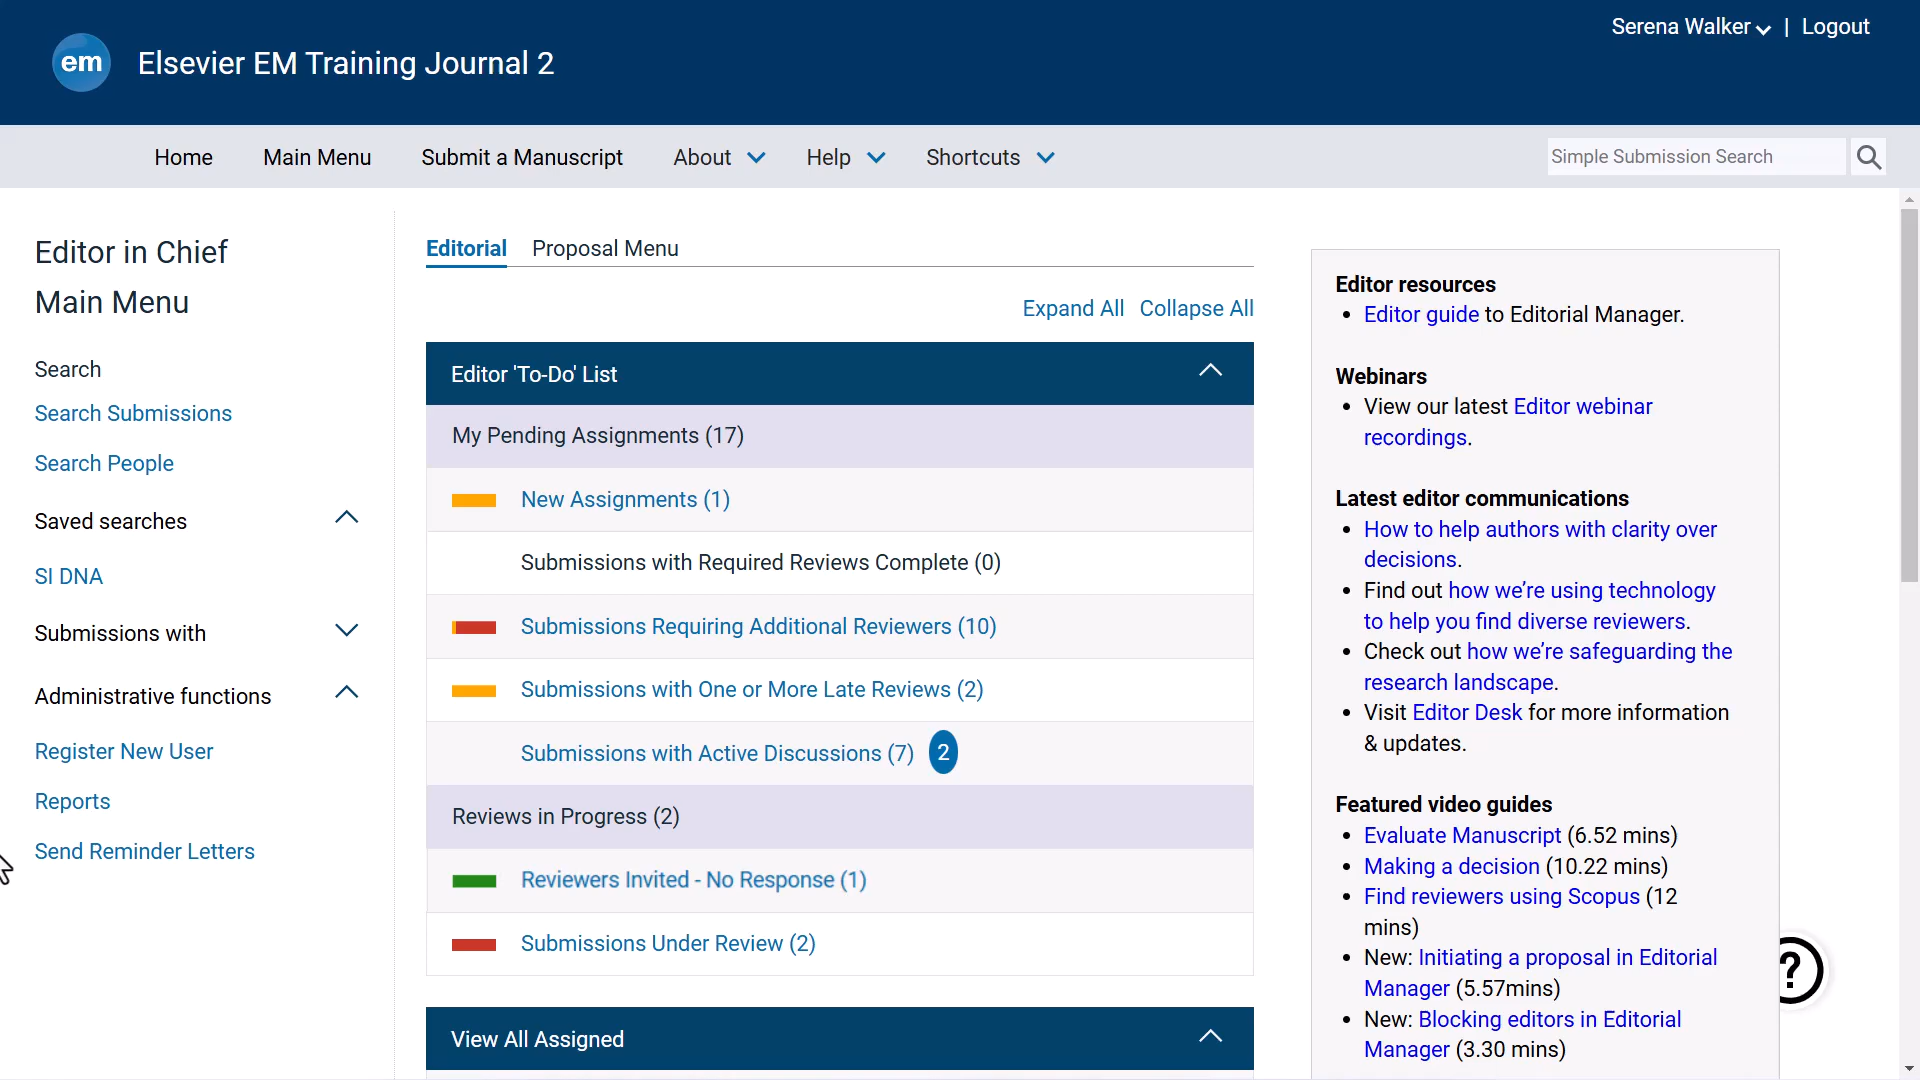 Serena Walker | Logout
em
Elsevier EM Training Journal 2
Home Main Menu Submit a Manuscript About Help Shortcuts Simple Submission Search
Editor in Chief
Main Menu
Search
Search Submissions
Search People
Saved searches
SI DNA
Submissions with
Administrative functions
Register New User
Reports
Send Reminder Letters
Editorial Proposal Menu
Expand All Collapse All
Editor 'To-Do' List
My Pending Assignments (17)
New Assignments (1)
Submissions with Required Reviews Complete (0)
Submissions Requiring Additional Reviewers (10)
Submissions with One or More Late Reviews (2)
Submissions with Active Discussions (7) 2
Reviews in Progress (2)
Reviewers Invited - No Response (1)
Submissions Under Review (2)
View All Assigned
Editor resources
• Editor guide to Editorial Manager.
Webinars
• View our latest Editor webinar
recordings.
Latest editor communications
• How to help authors with clarity over
decisions.
• Find out how we’re using technology
to help you find diverse reviewers.
• Check out how we’re safeguarding the
research landscape.
• Visit Editor Desk for more information
& updates.
Featured video guides
• Evaluate Manuscript (6.52 mins)
• Making a decision (10.22 mins)
• Find reviewers using Scopus (12
mins)
• New: Initiating a proposal in Editorial
Manager (5.57mins)
• New: Blocking editors in Editorial
Manager (3.30 mins)
?